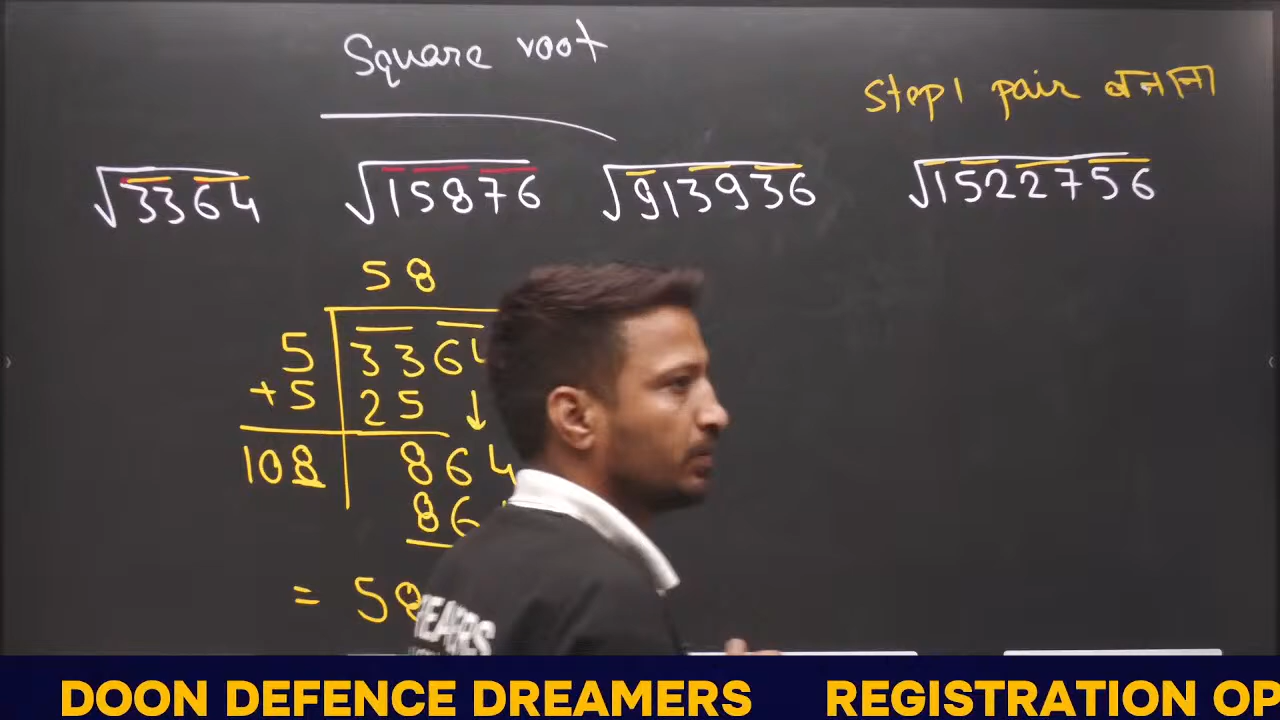 Square root
Step 1 pair बनाना
√3364 √15876 √913936 √1522756
58
5 3364
+5 25 ↓
108 864
86
= 58
DOON DEFENCE DREAMERS REGISTRATION OP